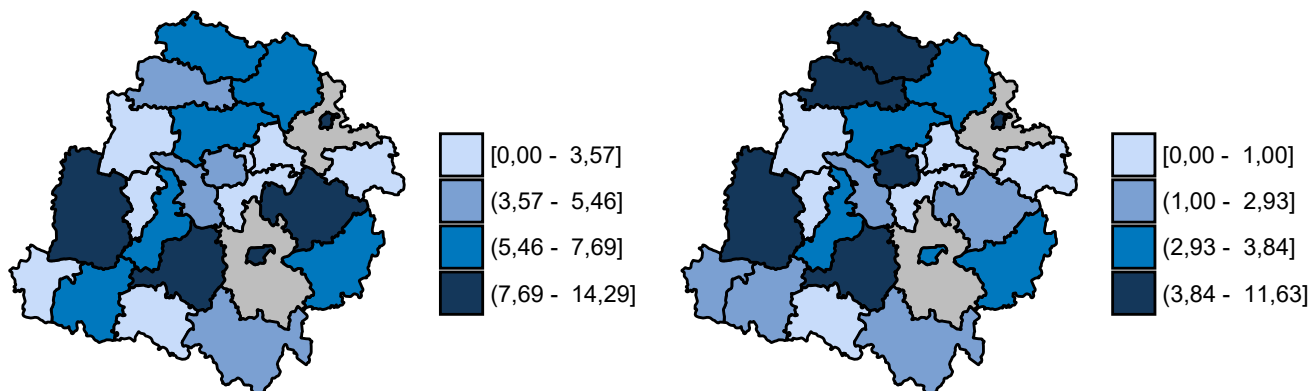 [0,00 - 3,57]
(3,57 - 5,46]
(5,46 - 7,69]
(7,69 - 14,29]
[0,00 - 1,00]
(1,00 - 2,93]
(2,93 - 3,84]
(3,84 - 11,63]